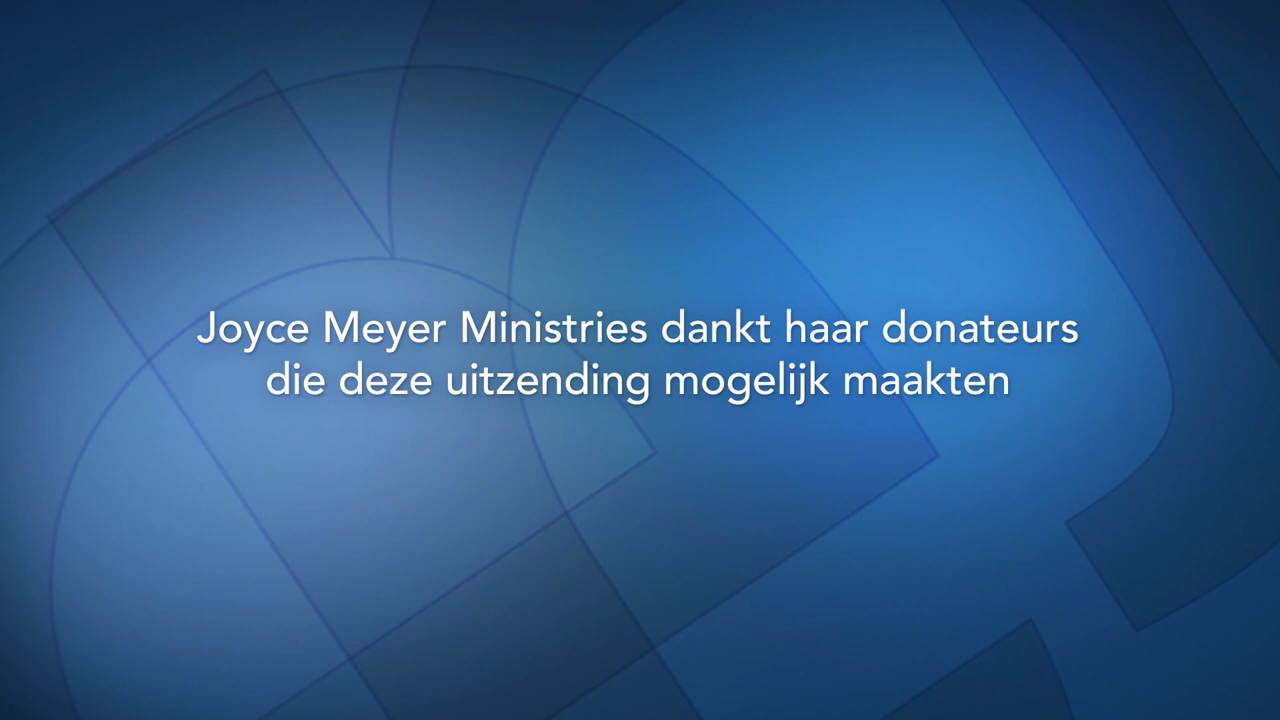 Joyce Meyer Ministries dankt haar donateurs
die deze uitzending mogelijk maakten